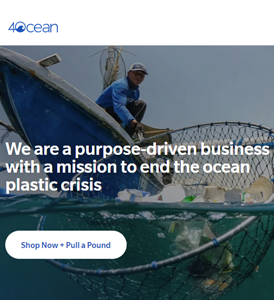 4Ocean
We are a purpose-driven business
with a mission to end the ocean
plastic crisis
Shop Now + Pull a Pound